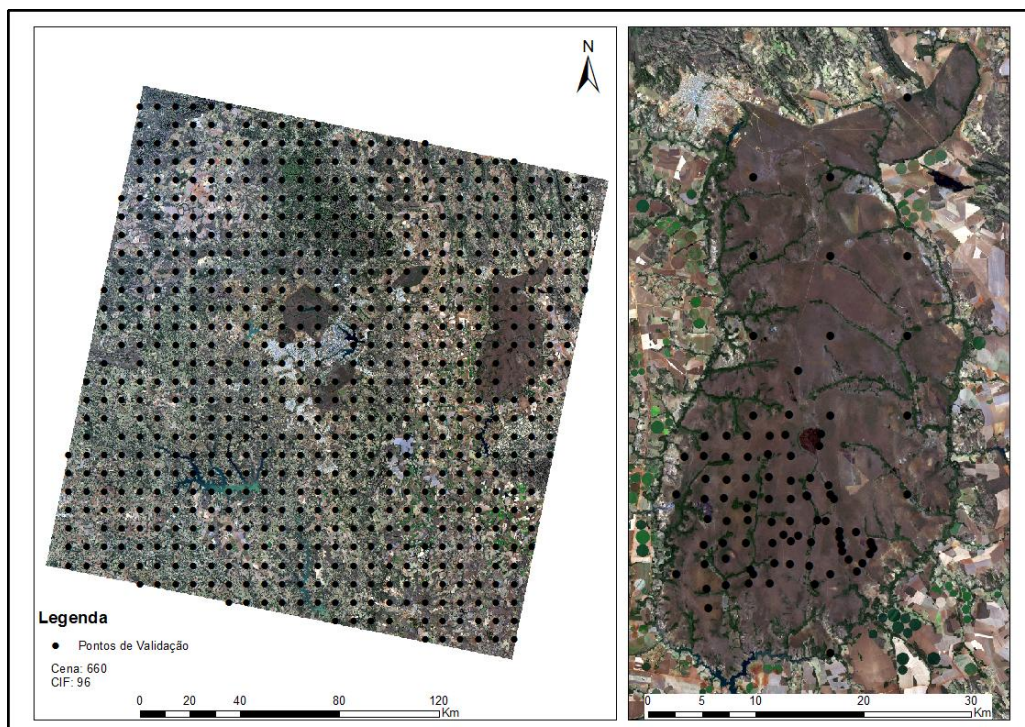 N
Legenda
Pontos de Validação
Cena: 660
CIF: 96
0 20 40 80 120
Km
0 5 10 20 30
Km